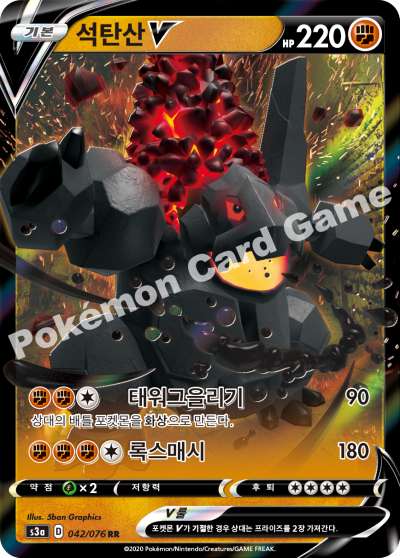 기본 석탄산 V HP 220
Pokémon Card Game
태워그을리기 90
상대의 배틀 포켓몬을 화상으로 만든다.
록스매시 180
약점 ×2 저항력 후퇴
Illus. 5ban Graphics
V룰
s3a D 042/076 RR
포켓몬 V가 기절한 경우 상대는 프라이즈를 2장 가져간다.
©2020 Pokémon/Nintendo/Creatures/GAME FREAK.